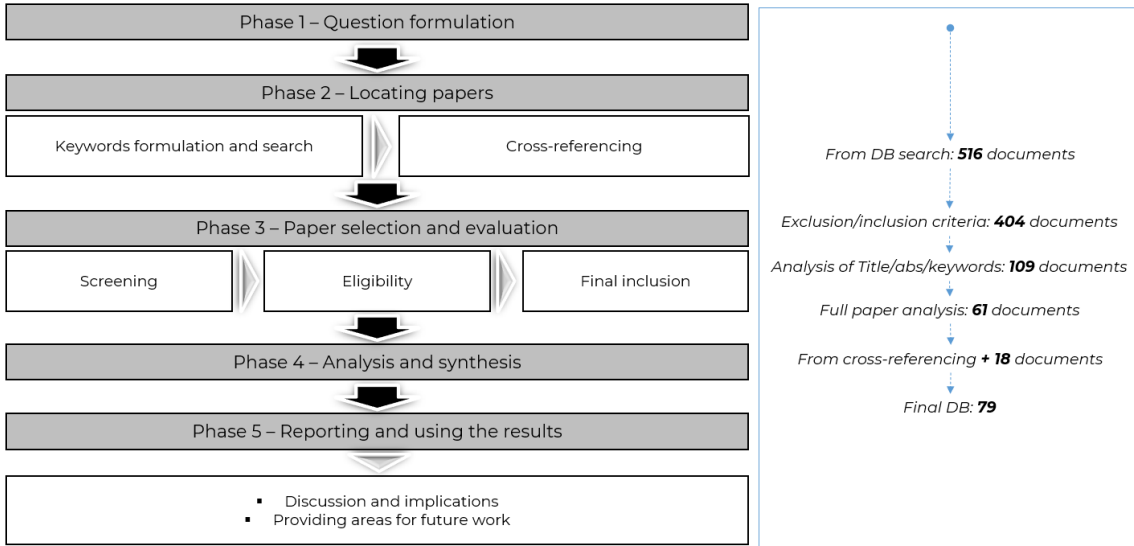 Phase 1 – Question formulation
Phase 2 – Locating papers
Keywords formulation and search
Cross-referencing
Phase 3 – Paper selection and evaluation
Screening
Eligibility
Final inclusion
Phase 4 – Analysis and synthesis
Phase 5 – Reporting and using the results
▪ Discussion and implications
▪ Providing areas for future work
From DB search: 516 documents
Exclusion/inclusion criteria: 404 documents
Analysis of Title/abs/keywords: 109 documents
Full paper analysis: 61 documents
From cross-referencing + 18 documents
Final DB: 79